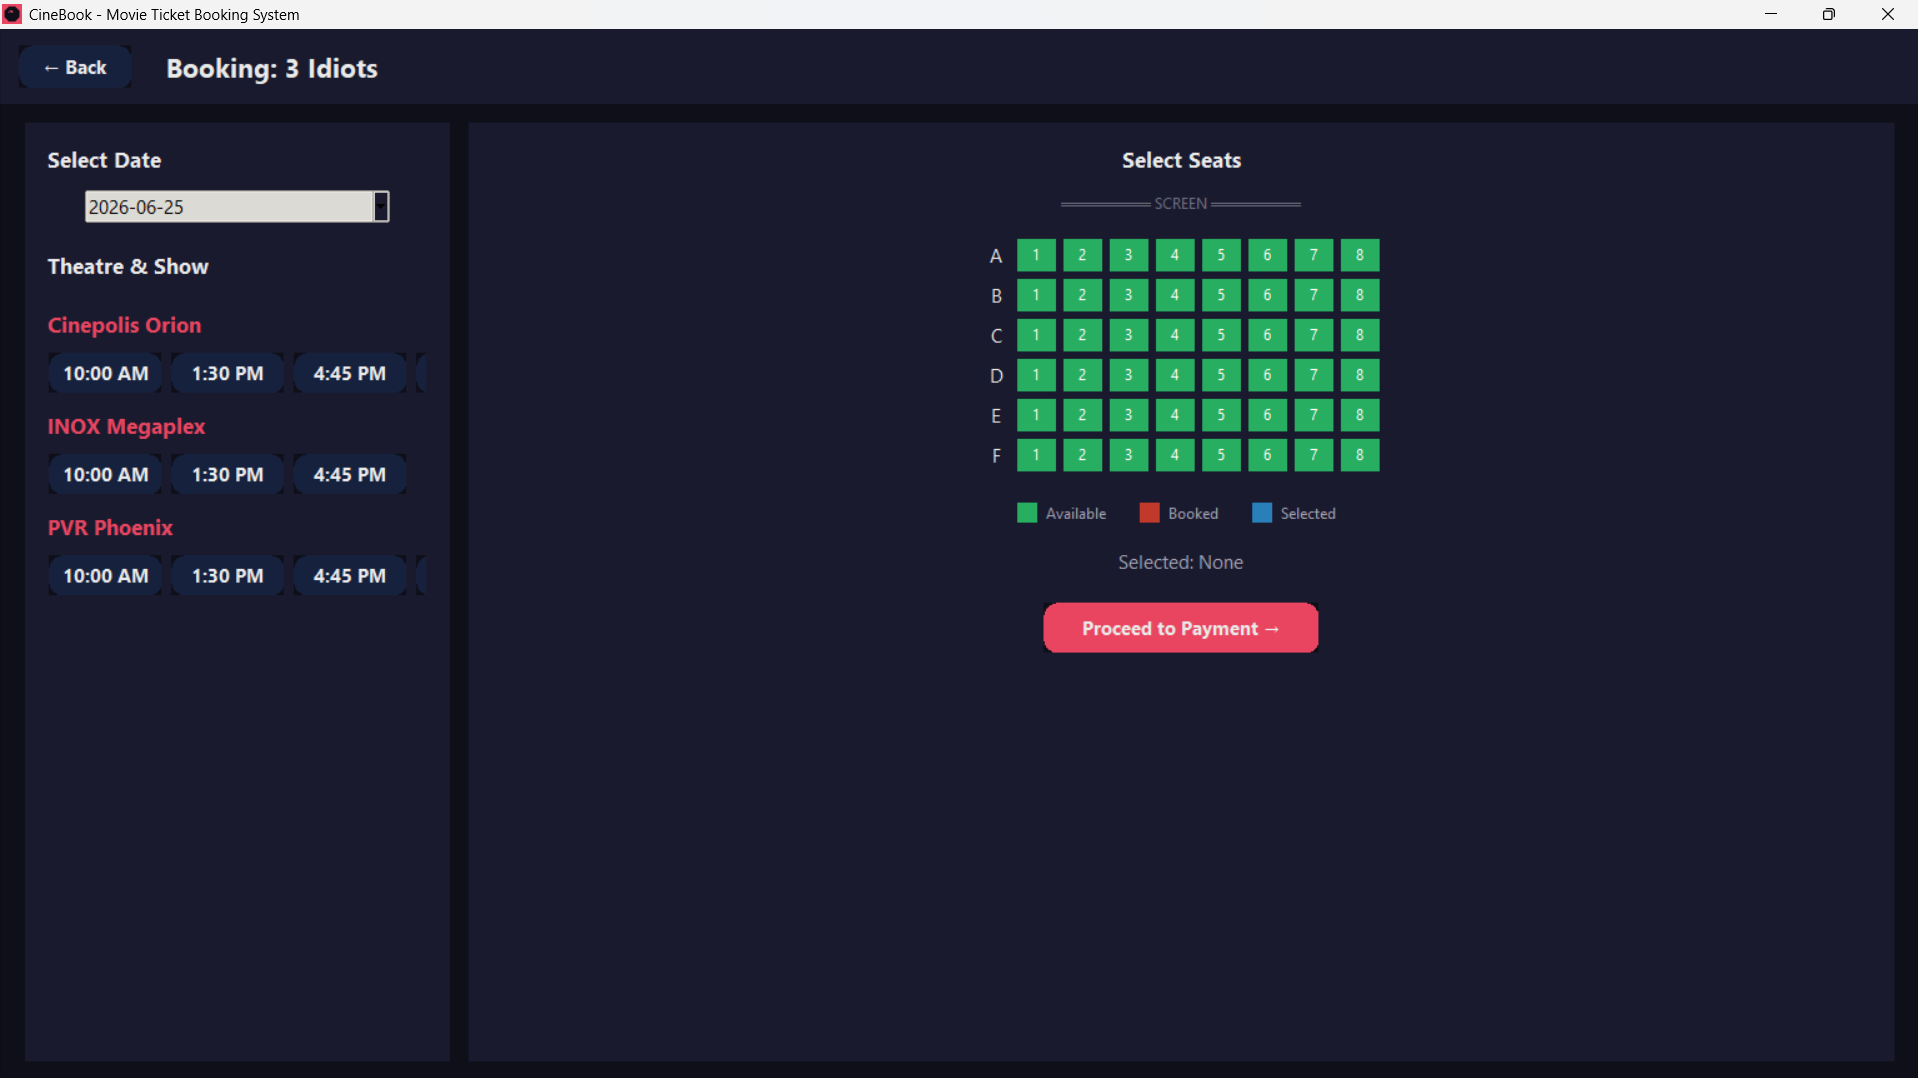 CineBook - Movie Ticket Booking System
← Back
Booking: 3 Idiots
Select Date
2026-06-25
Theatre & Show
Cinepolis Orion
10:00 AM 1:30 PM 4:45 PM
INOX Megaplex
10:00 AM 1:30 PM 4:45 PM
PVR Phoenix
10:00 AM 1:30 PM 4:45 PM
Select Seats
SCREEN
A 1 2 3 4 5 6 7 8
B 1 2 3 4 5 6 7 8
C 1 2 3 4 5 6 7 8
D 1 2 3 4 5 6 7 8
E 1 2 3 4 5 6 7 8
F 1 2 3 4 5 6 7 8
Available Booked Selected
Selected: None
Proceed to Payment →